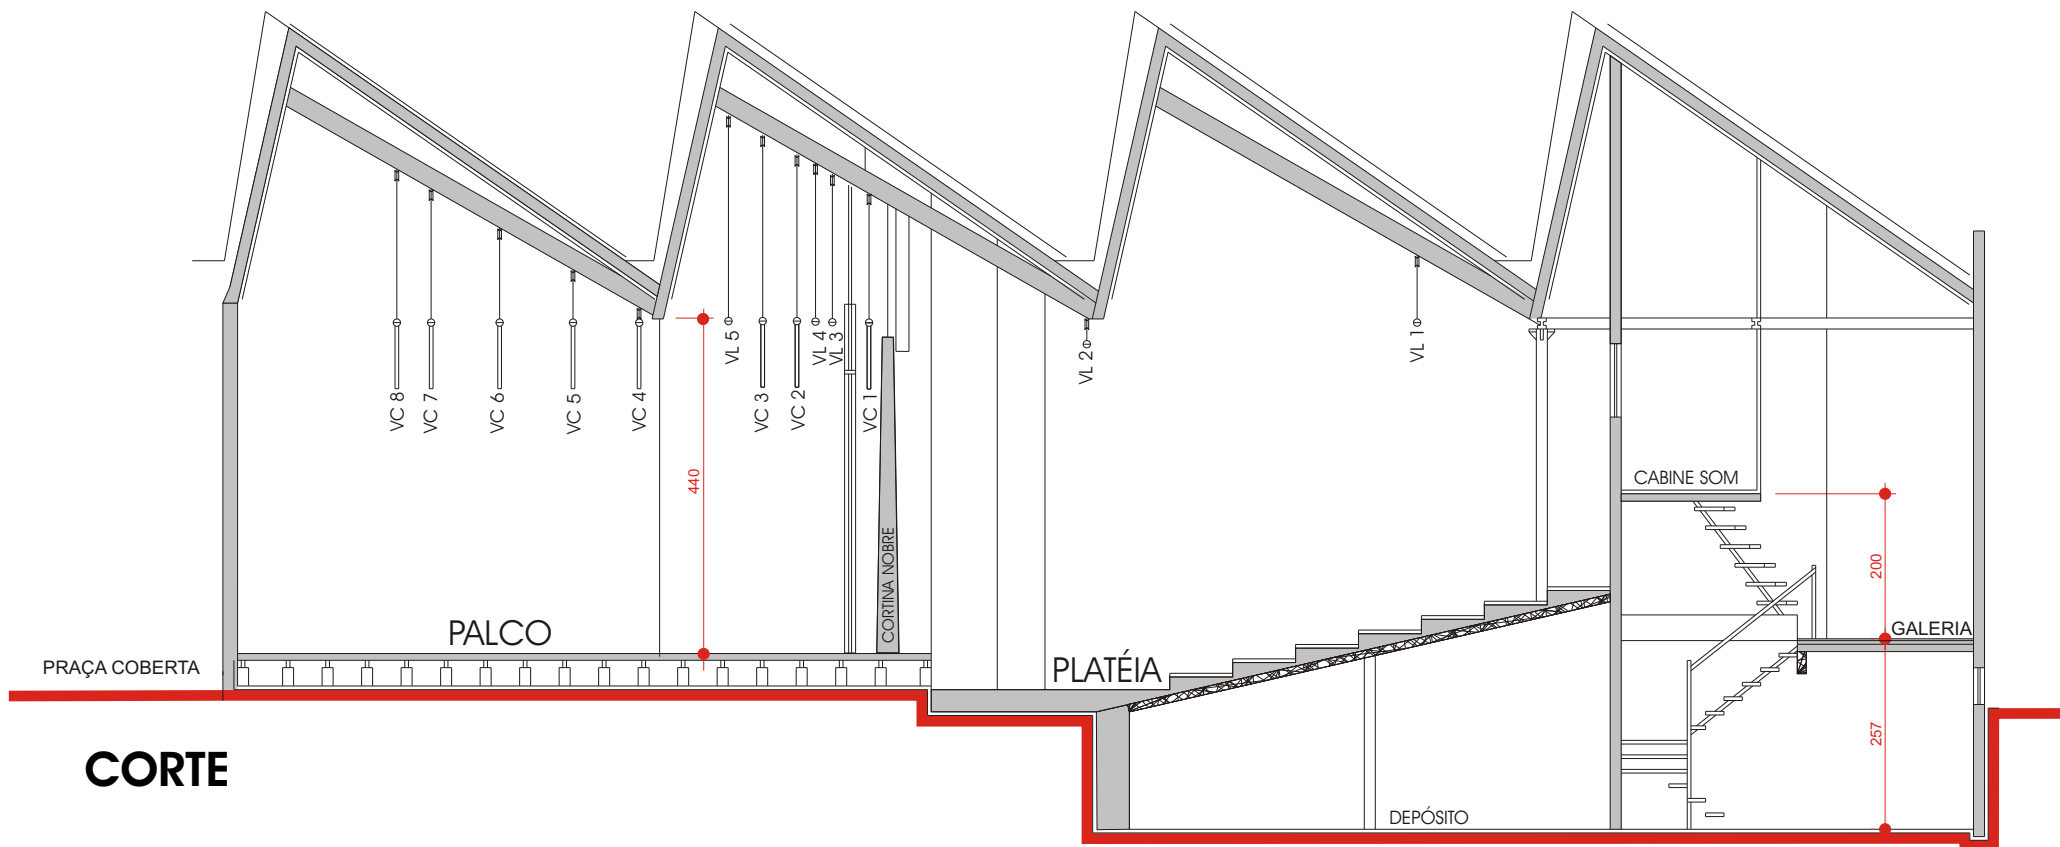 VC 8
VC 7
VC 6
VC 5
VC 4
VL 5
VC 3
VC 2
VL 4
VL 3
VC 1
VL 2
VL 1
440
CORTINA NOBRE
CABINE SOM
200
PALCO
GALERIA
PRAÇA COBERTA
PLATÉIA
257
CORTE
DEPÓSITO